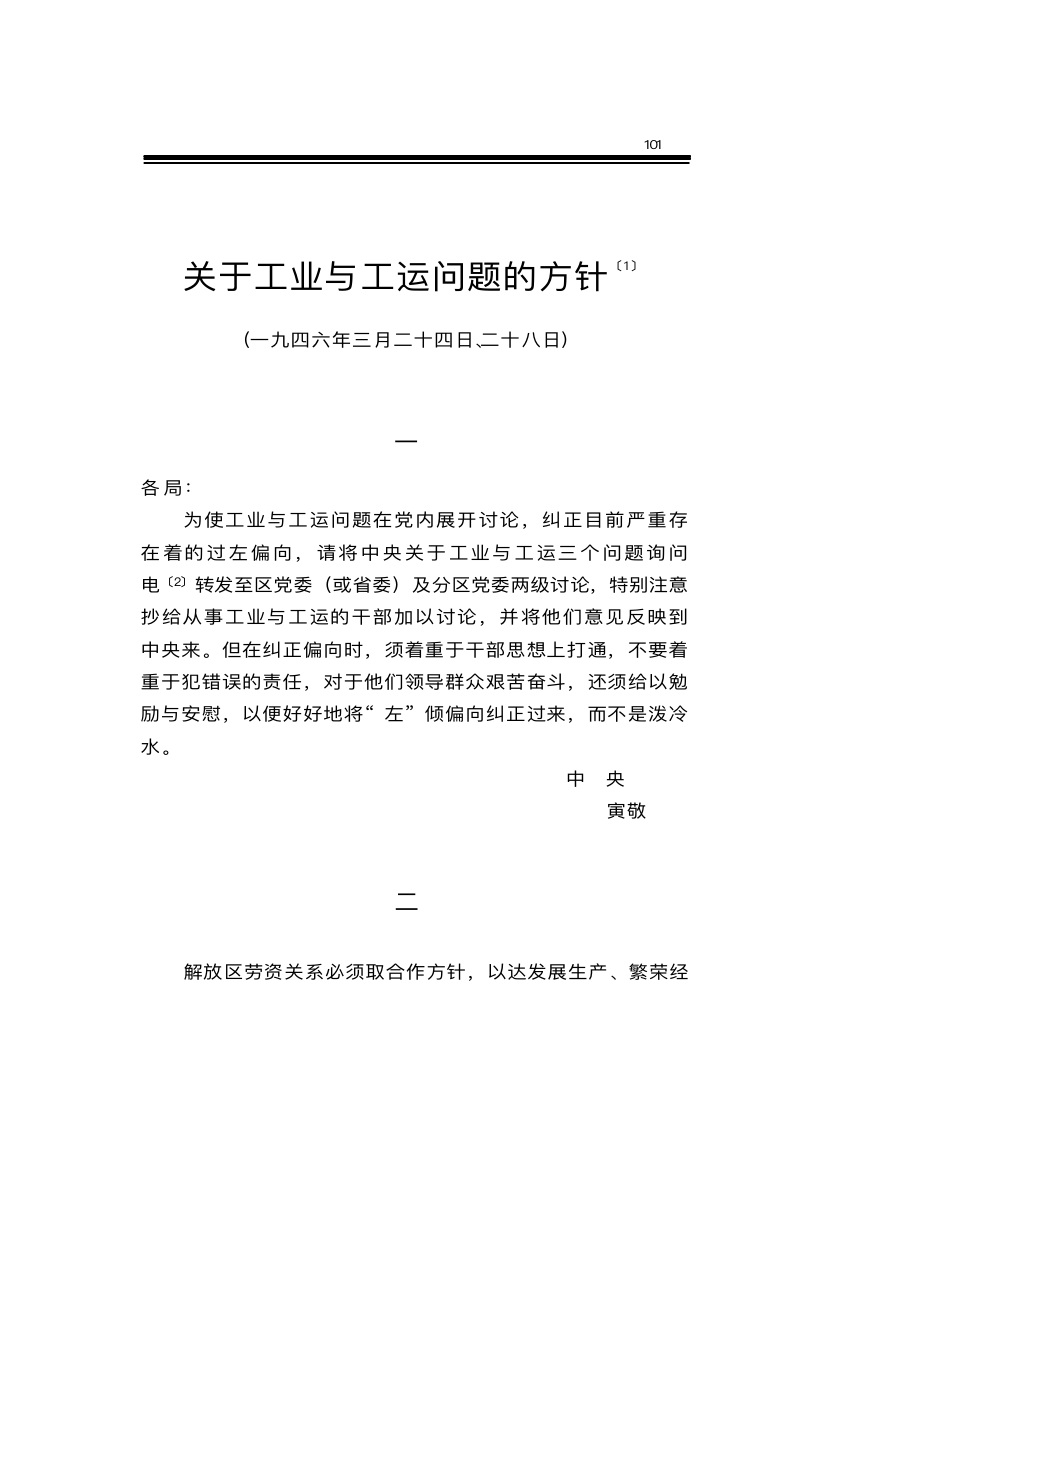 101
关于工业与工运问题的方针〔1〕
(一九四六年三月二十四日、二十八日)
一
各局：
为使工业与工运问题在党内展开讨论，纠正目前严重存
在着的过左偏向，请将中央关于工业与工运三个问题询问
电〔2〕转发至区党委（或省委）及分区党委两级讨论，特别注意
抄给从事工业与工运的干部加以讨论，并将他们意见反映到
中央来。但在纠正偏向时，须着重于干部思想上打通，不要着
重于犯错误的责任，对于他们领导群众艰苦奋斗，还须给以勉
励与安慰，以便好好地将“左”倾偏向纠正过来，而不是泼冷
水。
中　央
寅敬
二
解放区劳资关系必须取合作方针，以达发展生产、繁荣经